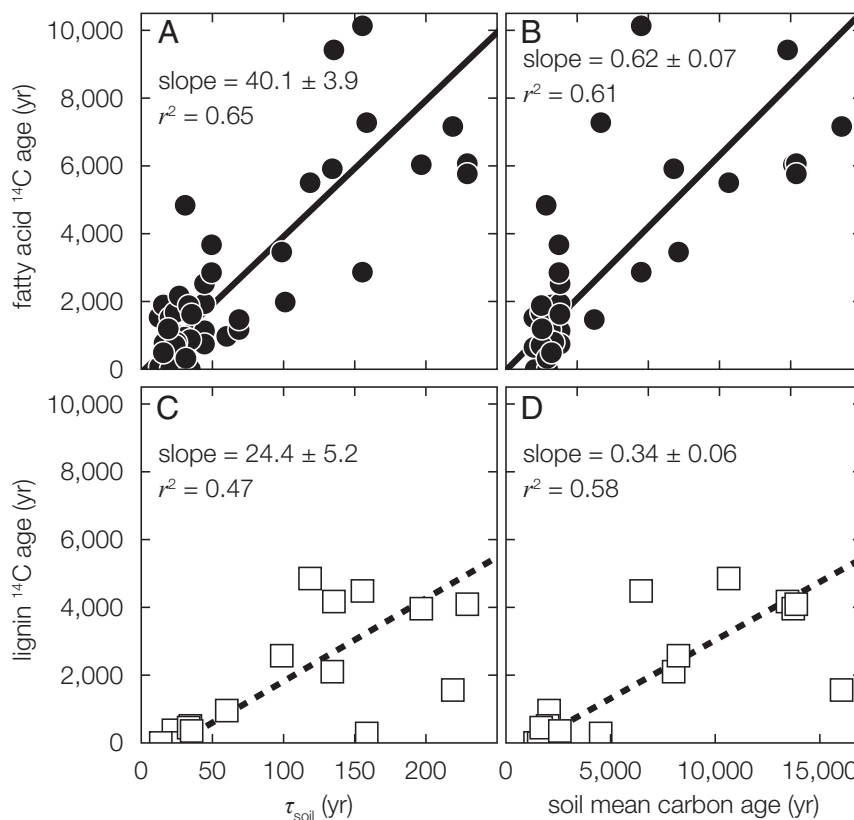 A
B
slope = 40.1 ± 3.9
r² = 0.65
slope = 0.62 ± 0.07
r² = 0.61
10,000
8,000
6,000
4,000
2,000
0
fatty acid ¹⁴C age (yr)
C
D
slope = 24.4 ± 5.2
r² = 0.47
slope = 0.34 ± 0.06
r² = 0.58
10,000
8,000
6,000
4,000
2,000
0
lignin ¹⁴C age (yr)
0 50 100 150 200
5,000 10,000 15,000
τsoil (yr)
soil mean carbon age (yr)